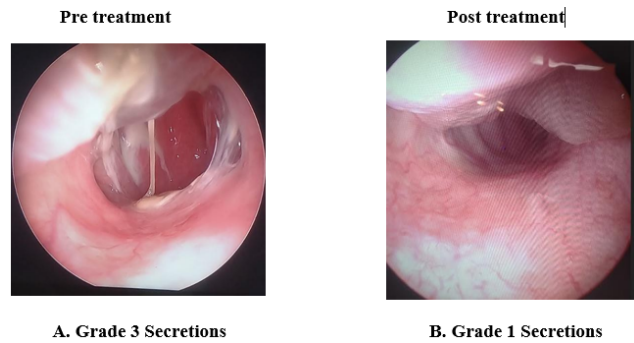 Pre treatment
Post treatment
A. Grade 3 Secretions
B. Grade 1 Secretions